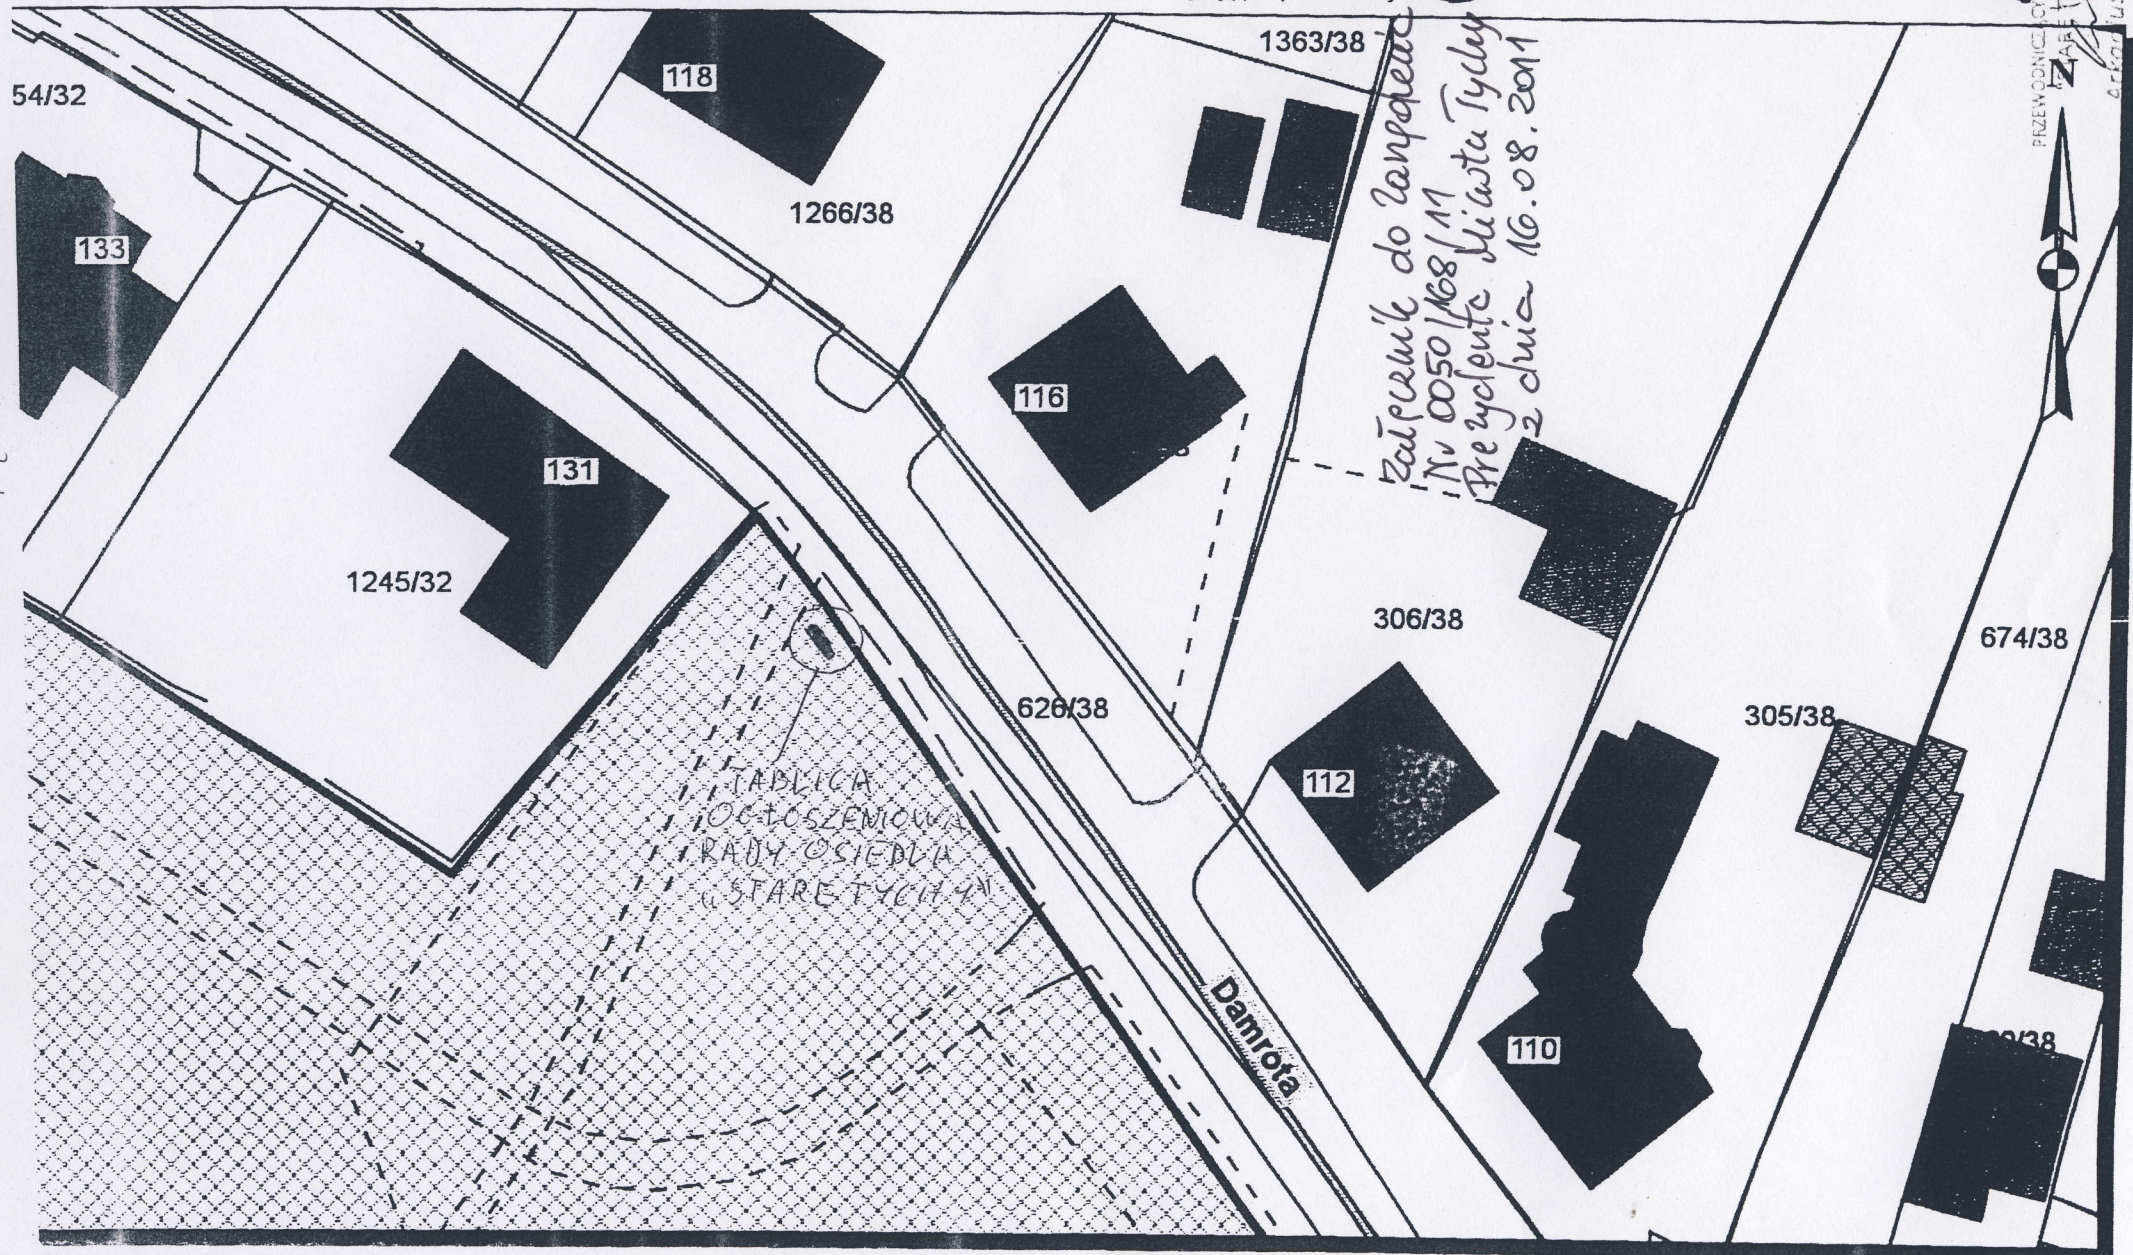 1363/38
118
54/32
1266/38
133
Załącznik do
Nr 0050/168/11
Prezydenta Miasta Tychy
z dnia 16.08.2011
PRZEWODNICZĄCY
N
116
131
1245/32
306/38
674/38
626/38
305/38
112
TABLICA
OGŁOSZENIOWA
RADY OSIEDLA
„STARE TYCHY"
Damrota
110